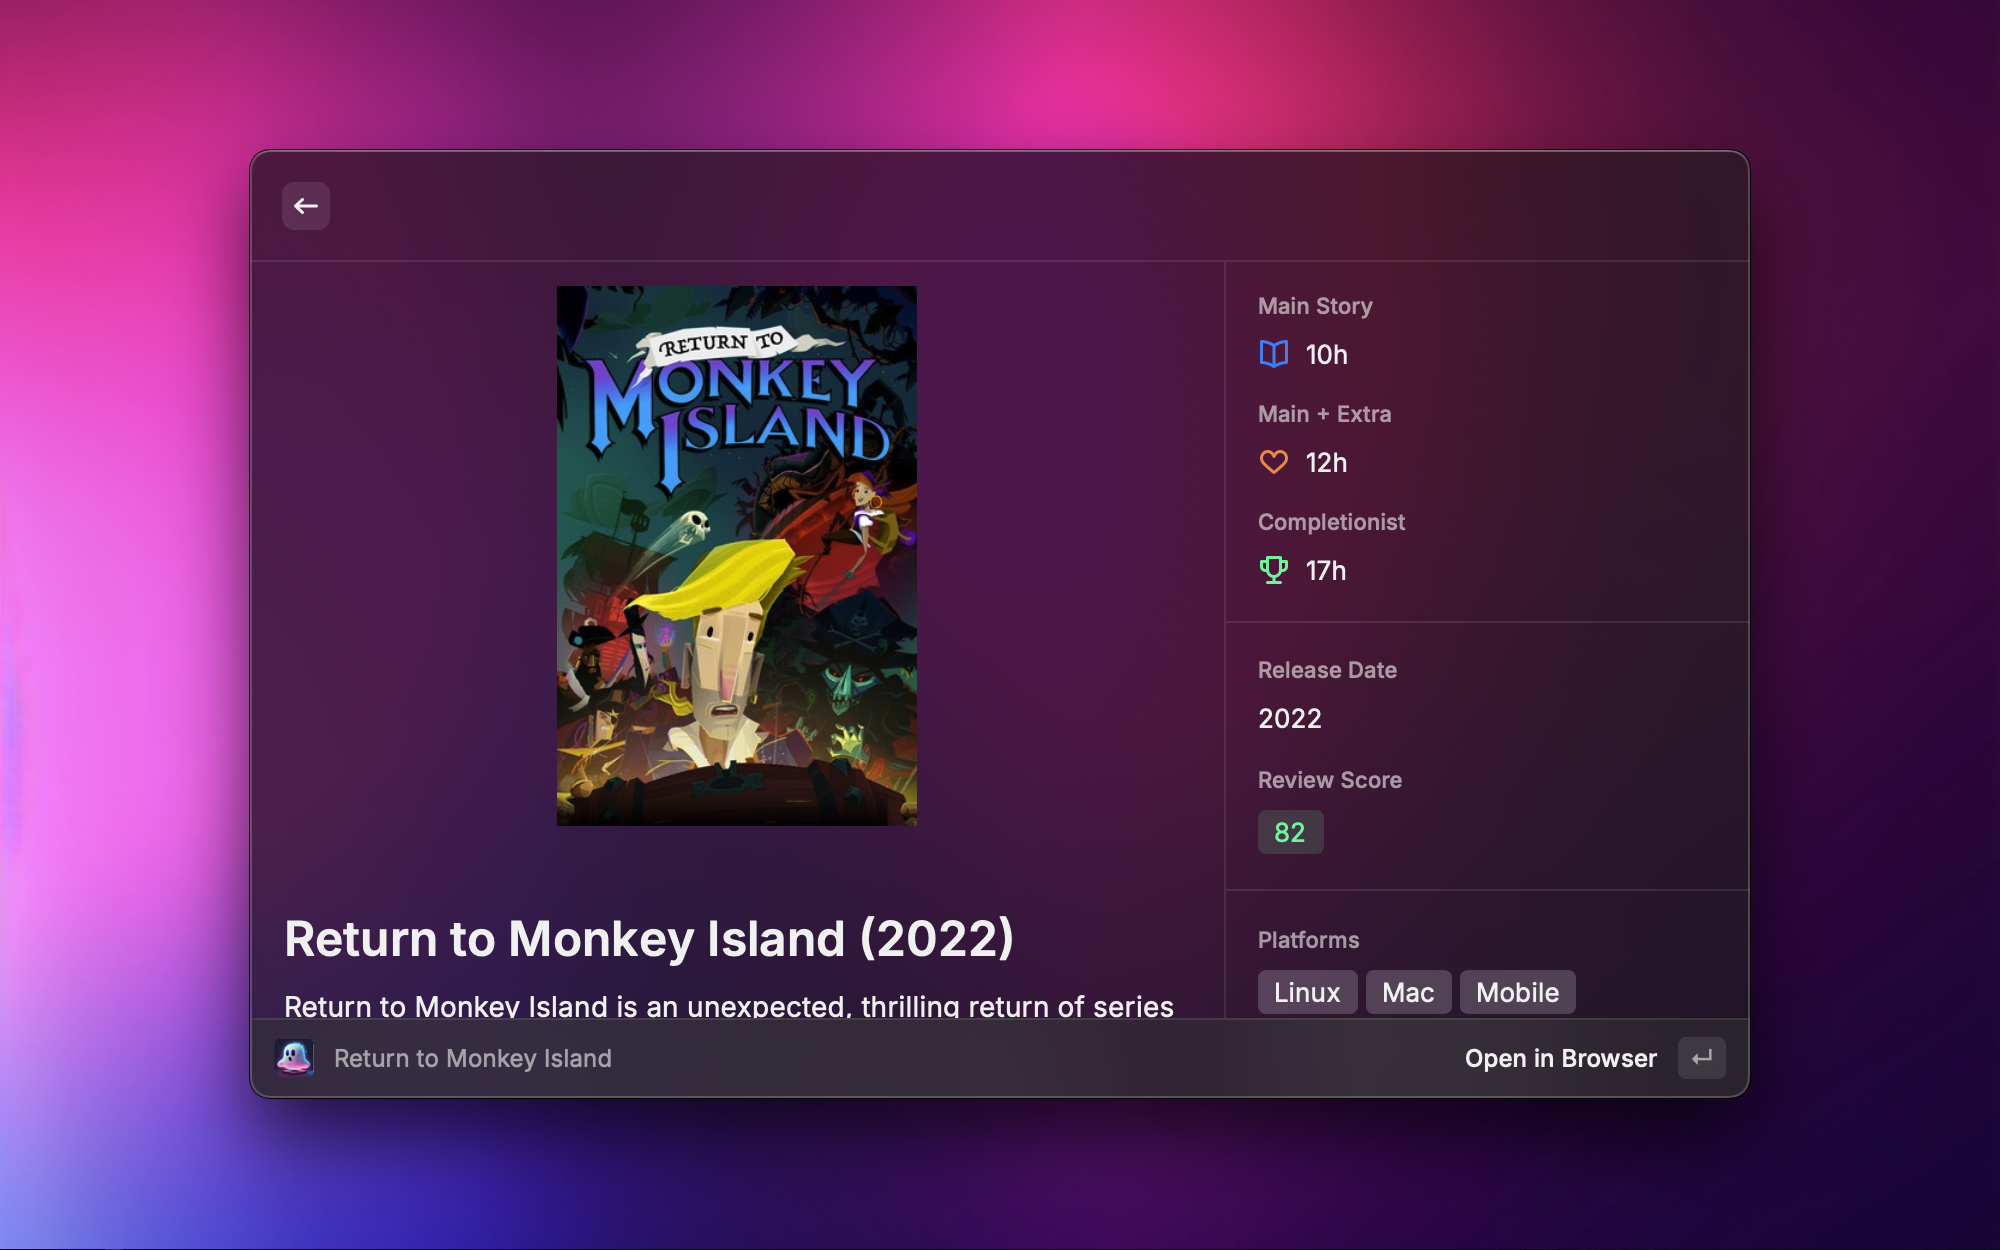 RETURN TO
MONKEY
ISLAND
Return to Monkey Island (2022)
Return to Monkey Island is an unexpected, thrilling return of series
Main Story
10h
Main + Extra
12h
Completionist
17h
Release Date
2022
Review Score
82
Platforms
Linux Mac Mobile
Return to Monkey Island
Open in Browser